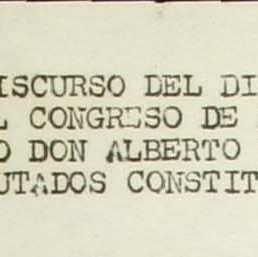 ISCURSO DEL DI
L CONGRESO DE
O DON ALBERTO
UTADOS CONSTIT